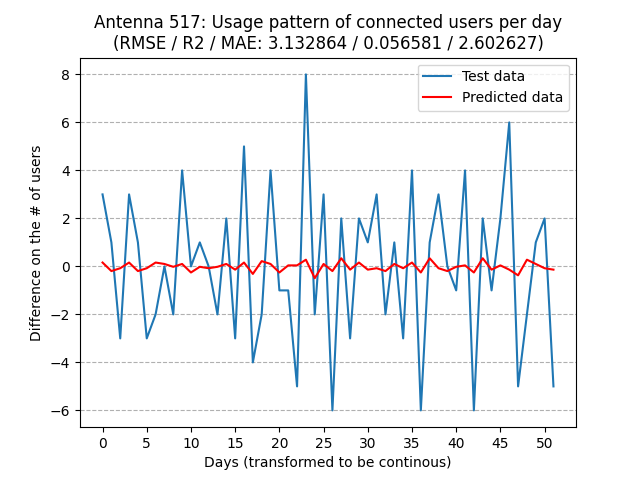 Antenna 517: Usage pattern of connected users per day
(RMSE / R2 / MAE: 3.132864 / 0.056581 / 2.602627)
Test data
Predicted data
Difference on the # of users
8
6
4
2
0
−2
−4
−6
0 5 10 15 20 25 30 35 40 45 50
Days (transformed to be continous)